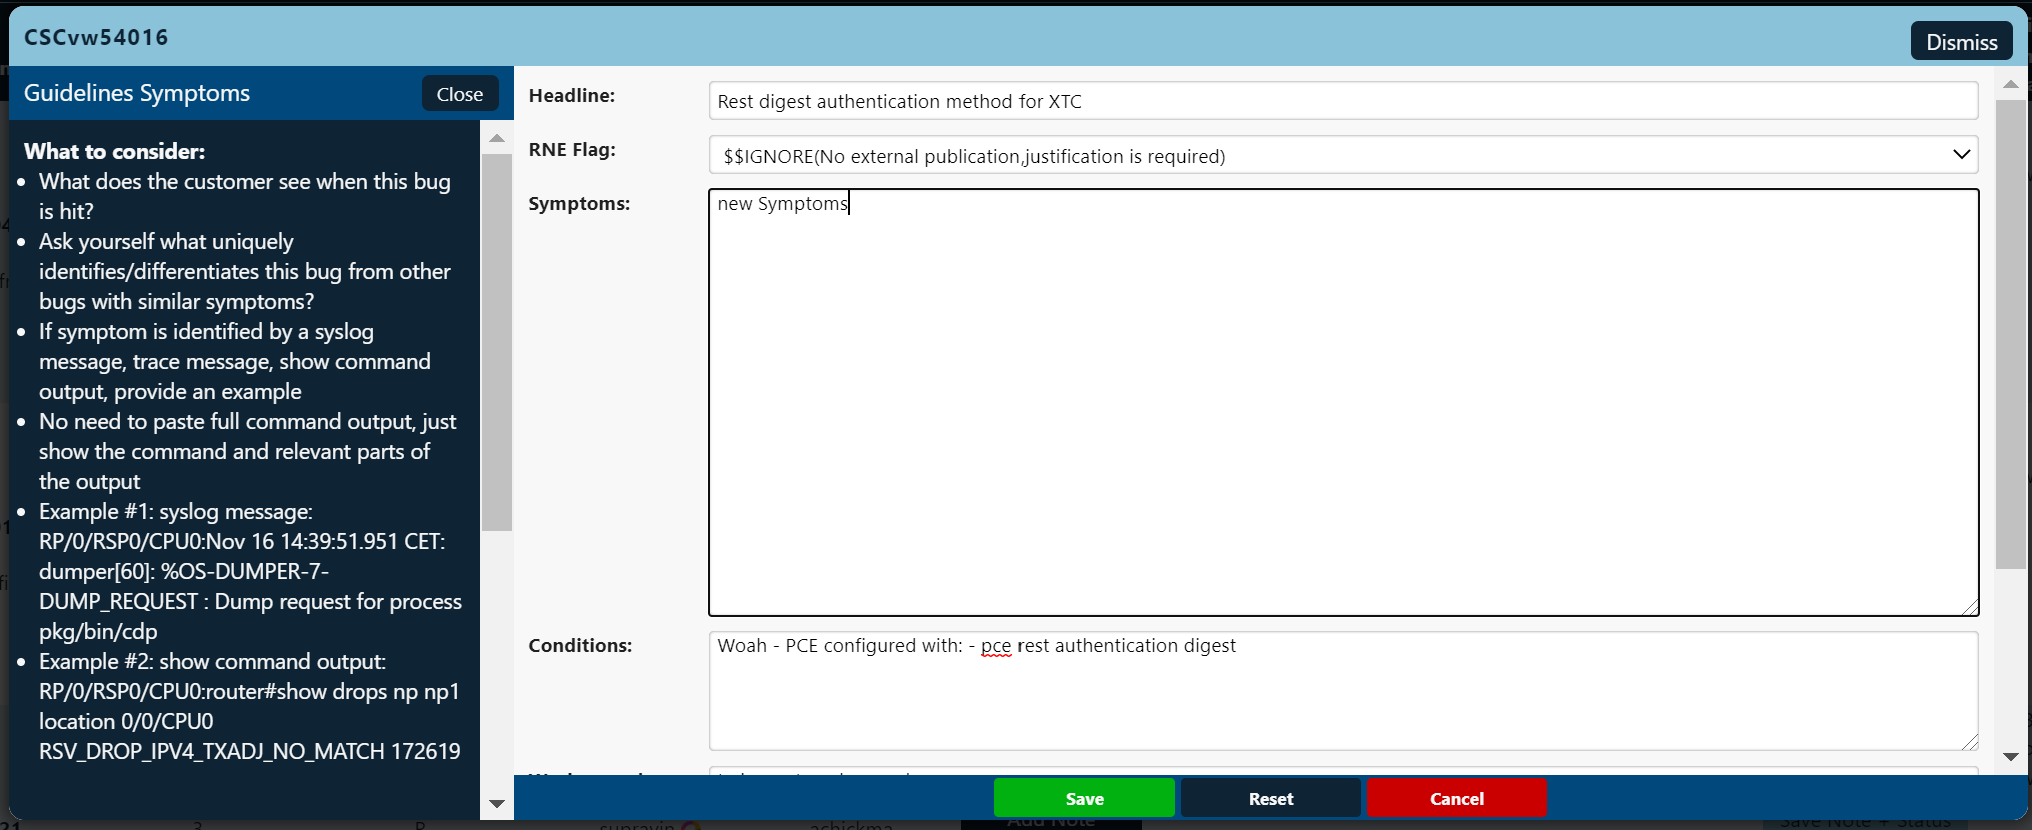 CSCvw54016
Dismiss
Guidelines Symptoms
Close
What to consider:
What does the customer see when this bug
is hit?
Ask yourself what uniquely
identifies/differentiates this bug from other
bugs with similar symptoms?
If symptom is identified by a syslog
message, trace message, show command
output, provide an example
No need to paste full command output, just
show the command and relevant parts of
the output
Example #1: syslog message:
RP/0/RSP0/CPU0:Nov 16 14:39:51.951 CET:
dumper[60]: %OS-DUMPER-7-
DUMP_REQUEST : Dump request for process
pkg/bin/cdp
Example #2: show command output:
RP/0/RSP0/CPU0:router#show drops np np1
location 0/0/CPU0
RSV_DROP_IPV4_TXADJ_NO_MATCH 172619
Headline:
Rest digest authentication method for XTC
RNE Flag:
$$IGNORE(No external publication,justification is required)
Symptoms:
new Symptoms
Conditions:
Woah - PCE configured with: - pce rest authentication digest
Save
Reset
Cancel
Add Note
Save Note + Status